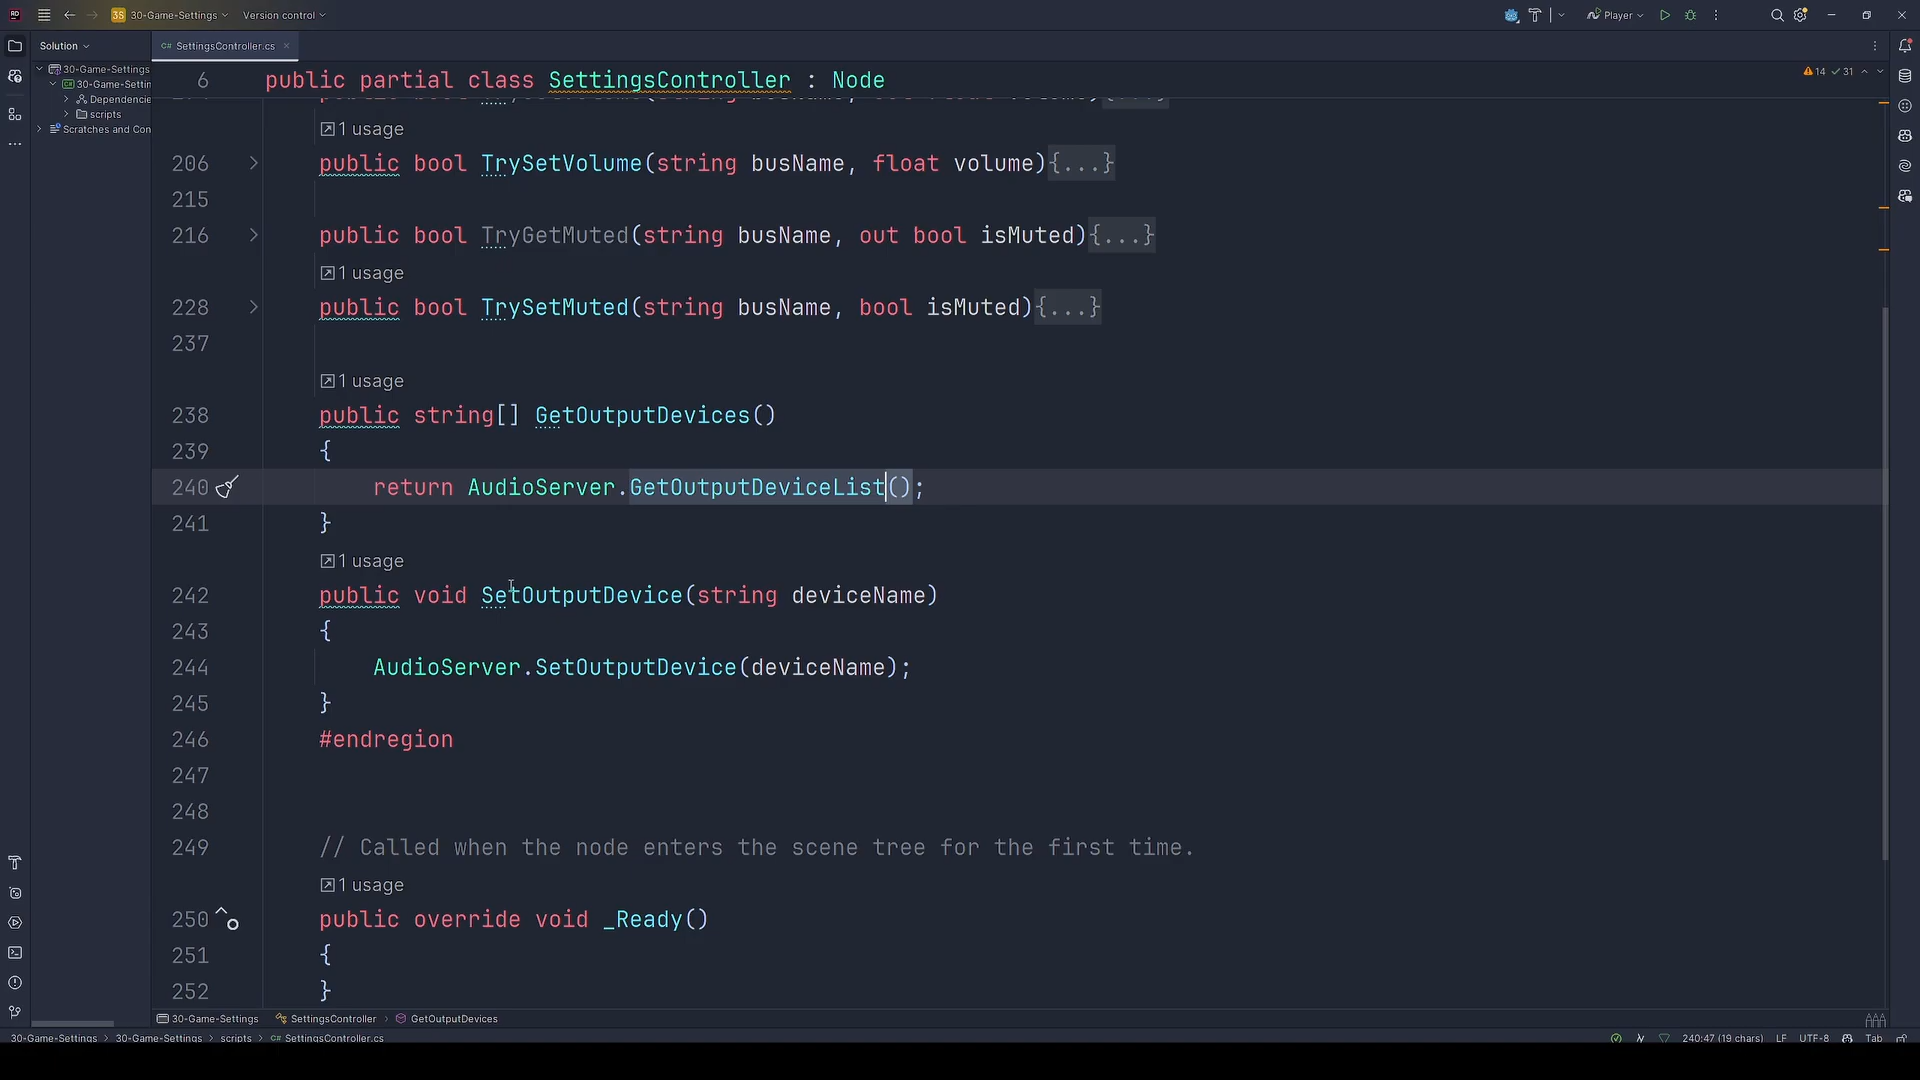 30-Game-Settings
Version control
Player
Solution
SettingsController.cs
30-Game-Settings
30-Game-Settin
Dependencie
scripts
Scratches and Con
14 31
6 public partial class SettingsController : Node
1 usage
206 public bool TrySetVolume(string busName, float volume){...}
215
216 public bool TryGetMuted(string busName, out bool isMuted){...}
1 usage
228 public bool TrySetMuted(string busName, bool isMuted){...}
237
1 usage
238 public string[] GetOutputDevices()
239 {
240 return AudioServer.GetOutputDeviceList();
241 }
1 usage
242 public void SetOutputDevice(string deviceName)
243 {
244 AudioServer.SetOutputDevice(deviceName);
245 }
246 #endregion
247
248
249 // Called when the node enters the scene tree for the first time.
1 usage
250 public override void _Ready()
251 {
252 }
30-Game-Settings SettingsController > GetOutputDevices
30-Game-Settings > 30-Game-Settings > scripts > C# SettingsController.cs
240:47 (19 chars) LF UTF-8 Tab